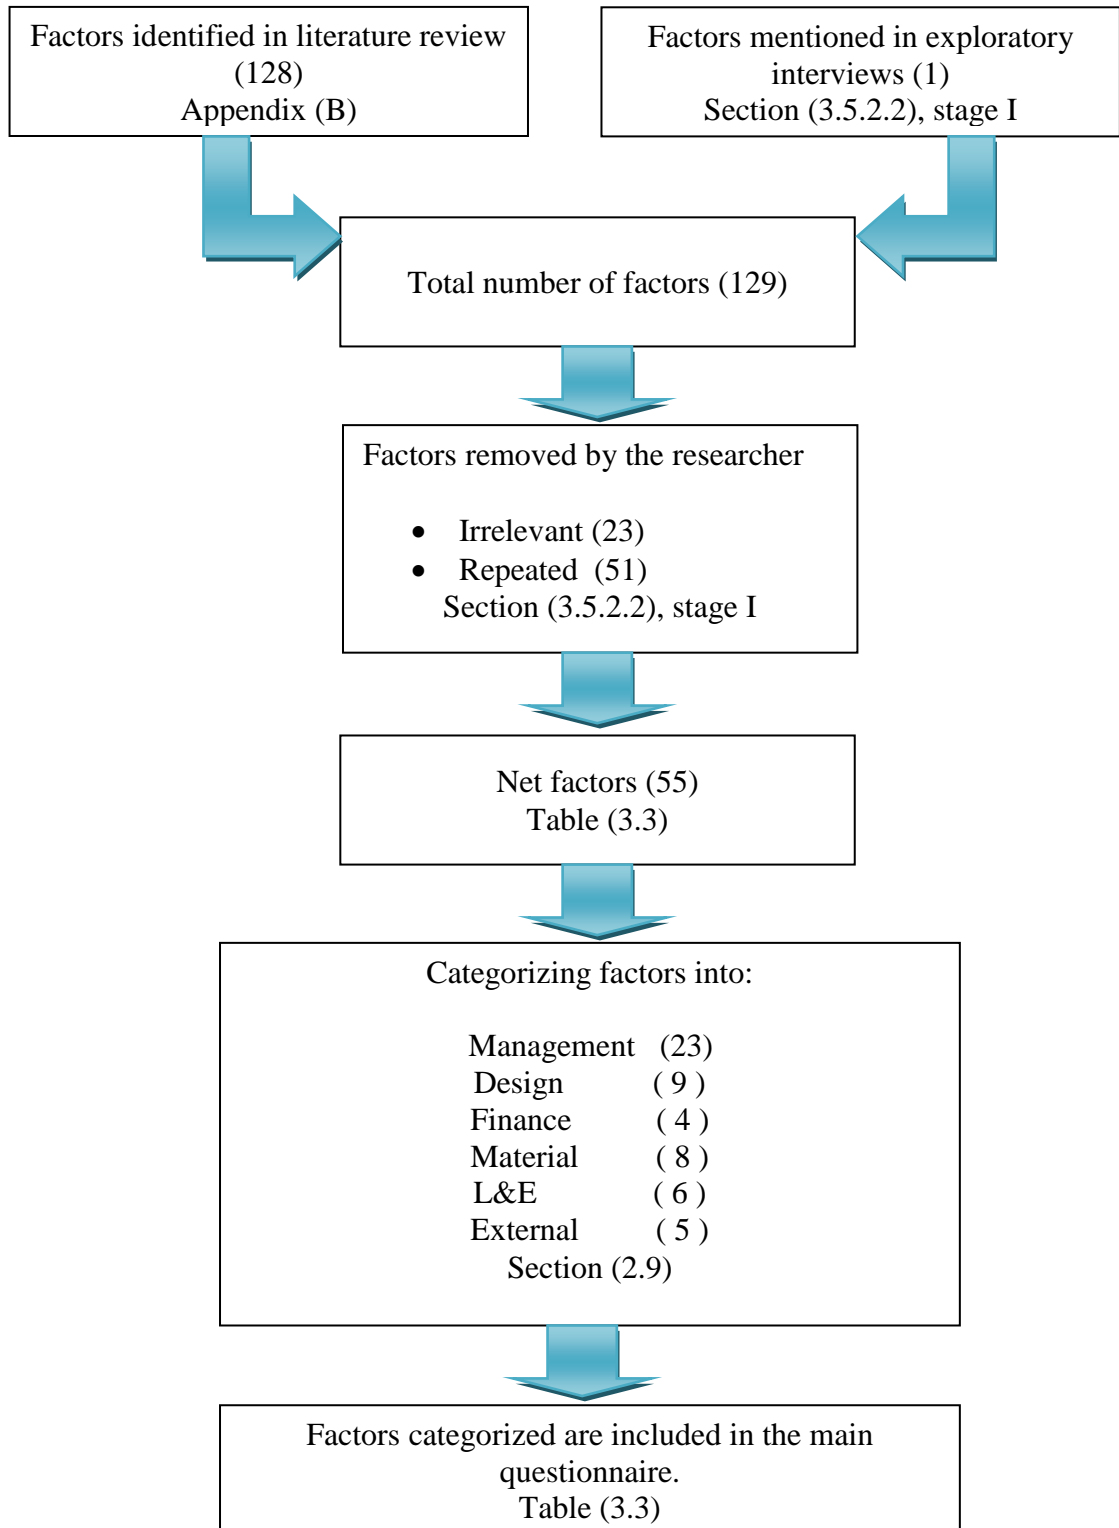 Factors identified in literature review
(128)
Appendix (B)
Factors mentioned in exploratory
interviews (1)
Section (3.5.2.2), stage I
Total number of factors (129)
Factors removed by the researcher
• Irrelevant (23)
• Repeated (51)
Section (3.5.2.2), stage I
Net factors (55)
Table (3.3)
Categorizing factors into:
Management (23)
Design ( 9 )
Finance ( 4 )
Material ( 8 )
L&E ( 6 )
External ( 5 )
Section (2.9)
Factors categorized are included in the main
questionnaire.
Table (3.3)